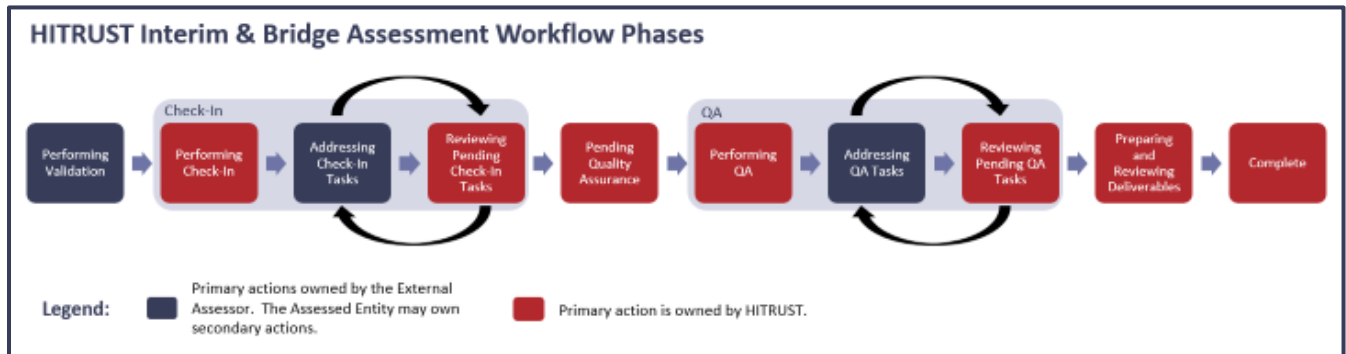 HITRUST Interim & Bridge Assessment Workflow Phases
Check-In
QA
Performing
Validation
Performing
Check-In
Addressing
Check-In
Tasks
Reviewing
Pending
Check-In
Tasks
Pending
Quality
Assurance
Performing
QA
Addressing
QA Tasks
Reviewing
Pending QA
Tasks
Preparing
and
Reviewing
Deliverables
Complete
Legend:
Primary actions owned by the External
Assessor. The Assessed Entity may own
secondary actions.
Primary action is owned by HITRUST.